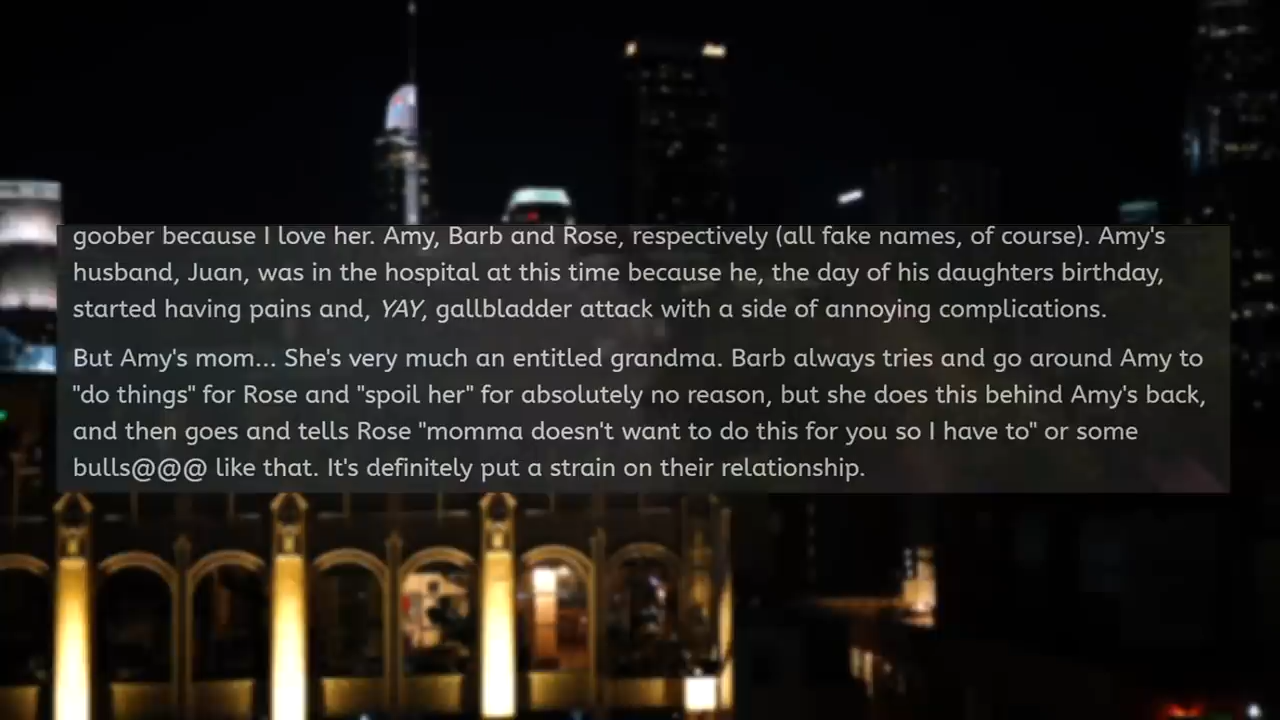 goober because I love her. Amy, Barb and Rose, respectively (all fake names, of course). Amy's
husband, Juan, was in the hospital at this time because he, the day of his daughters birthday,
started having pains and, YAY, gallbladder attack with a side of annoying complications.
But Amy's mom... She's very much an entitled grandma. Barb always tries and go around Amy to
"do things" for Rose and "spoil her" for absolutely no reason, but she does this behind Amy's back,
and then goes and tells Rose "momma doesn't want to do this for you so I have to" or some
bulls@@@ like that. It's definitely put a strain on their relationship.